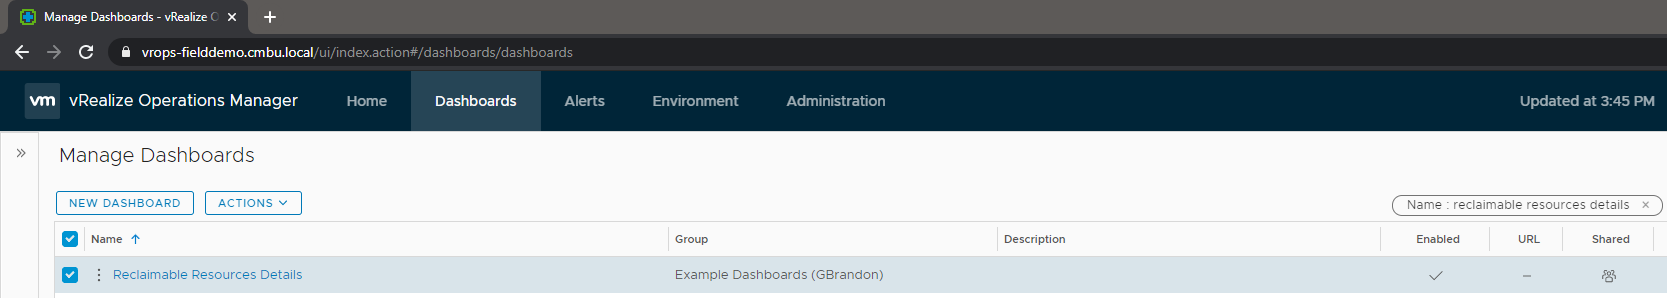 Manage Dashboards - vRealize O
vrops-fielddemo.cmbu.local/ui/index.action#/dashboards/dashboards
vm vRealize Operations Manager Home Dashboards Alerts Environment Administration Updated at 3:45 PM
Manage Dashboards
NEW DASHBOARD ACTIONS Name : reclaimable resources details ×
Name Group Description Enabled URL Shared
Reclaimable Resources Details Example Dashboards (GBrandon) –